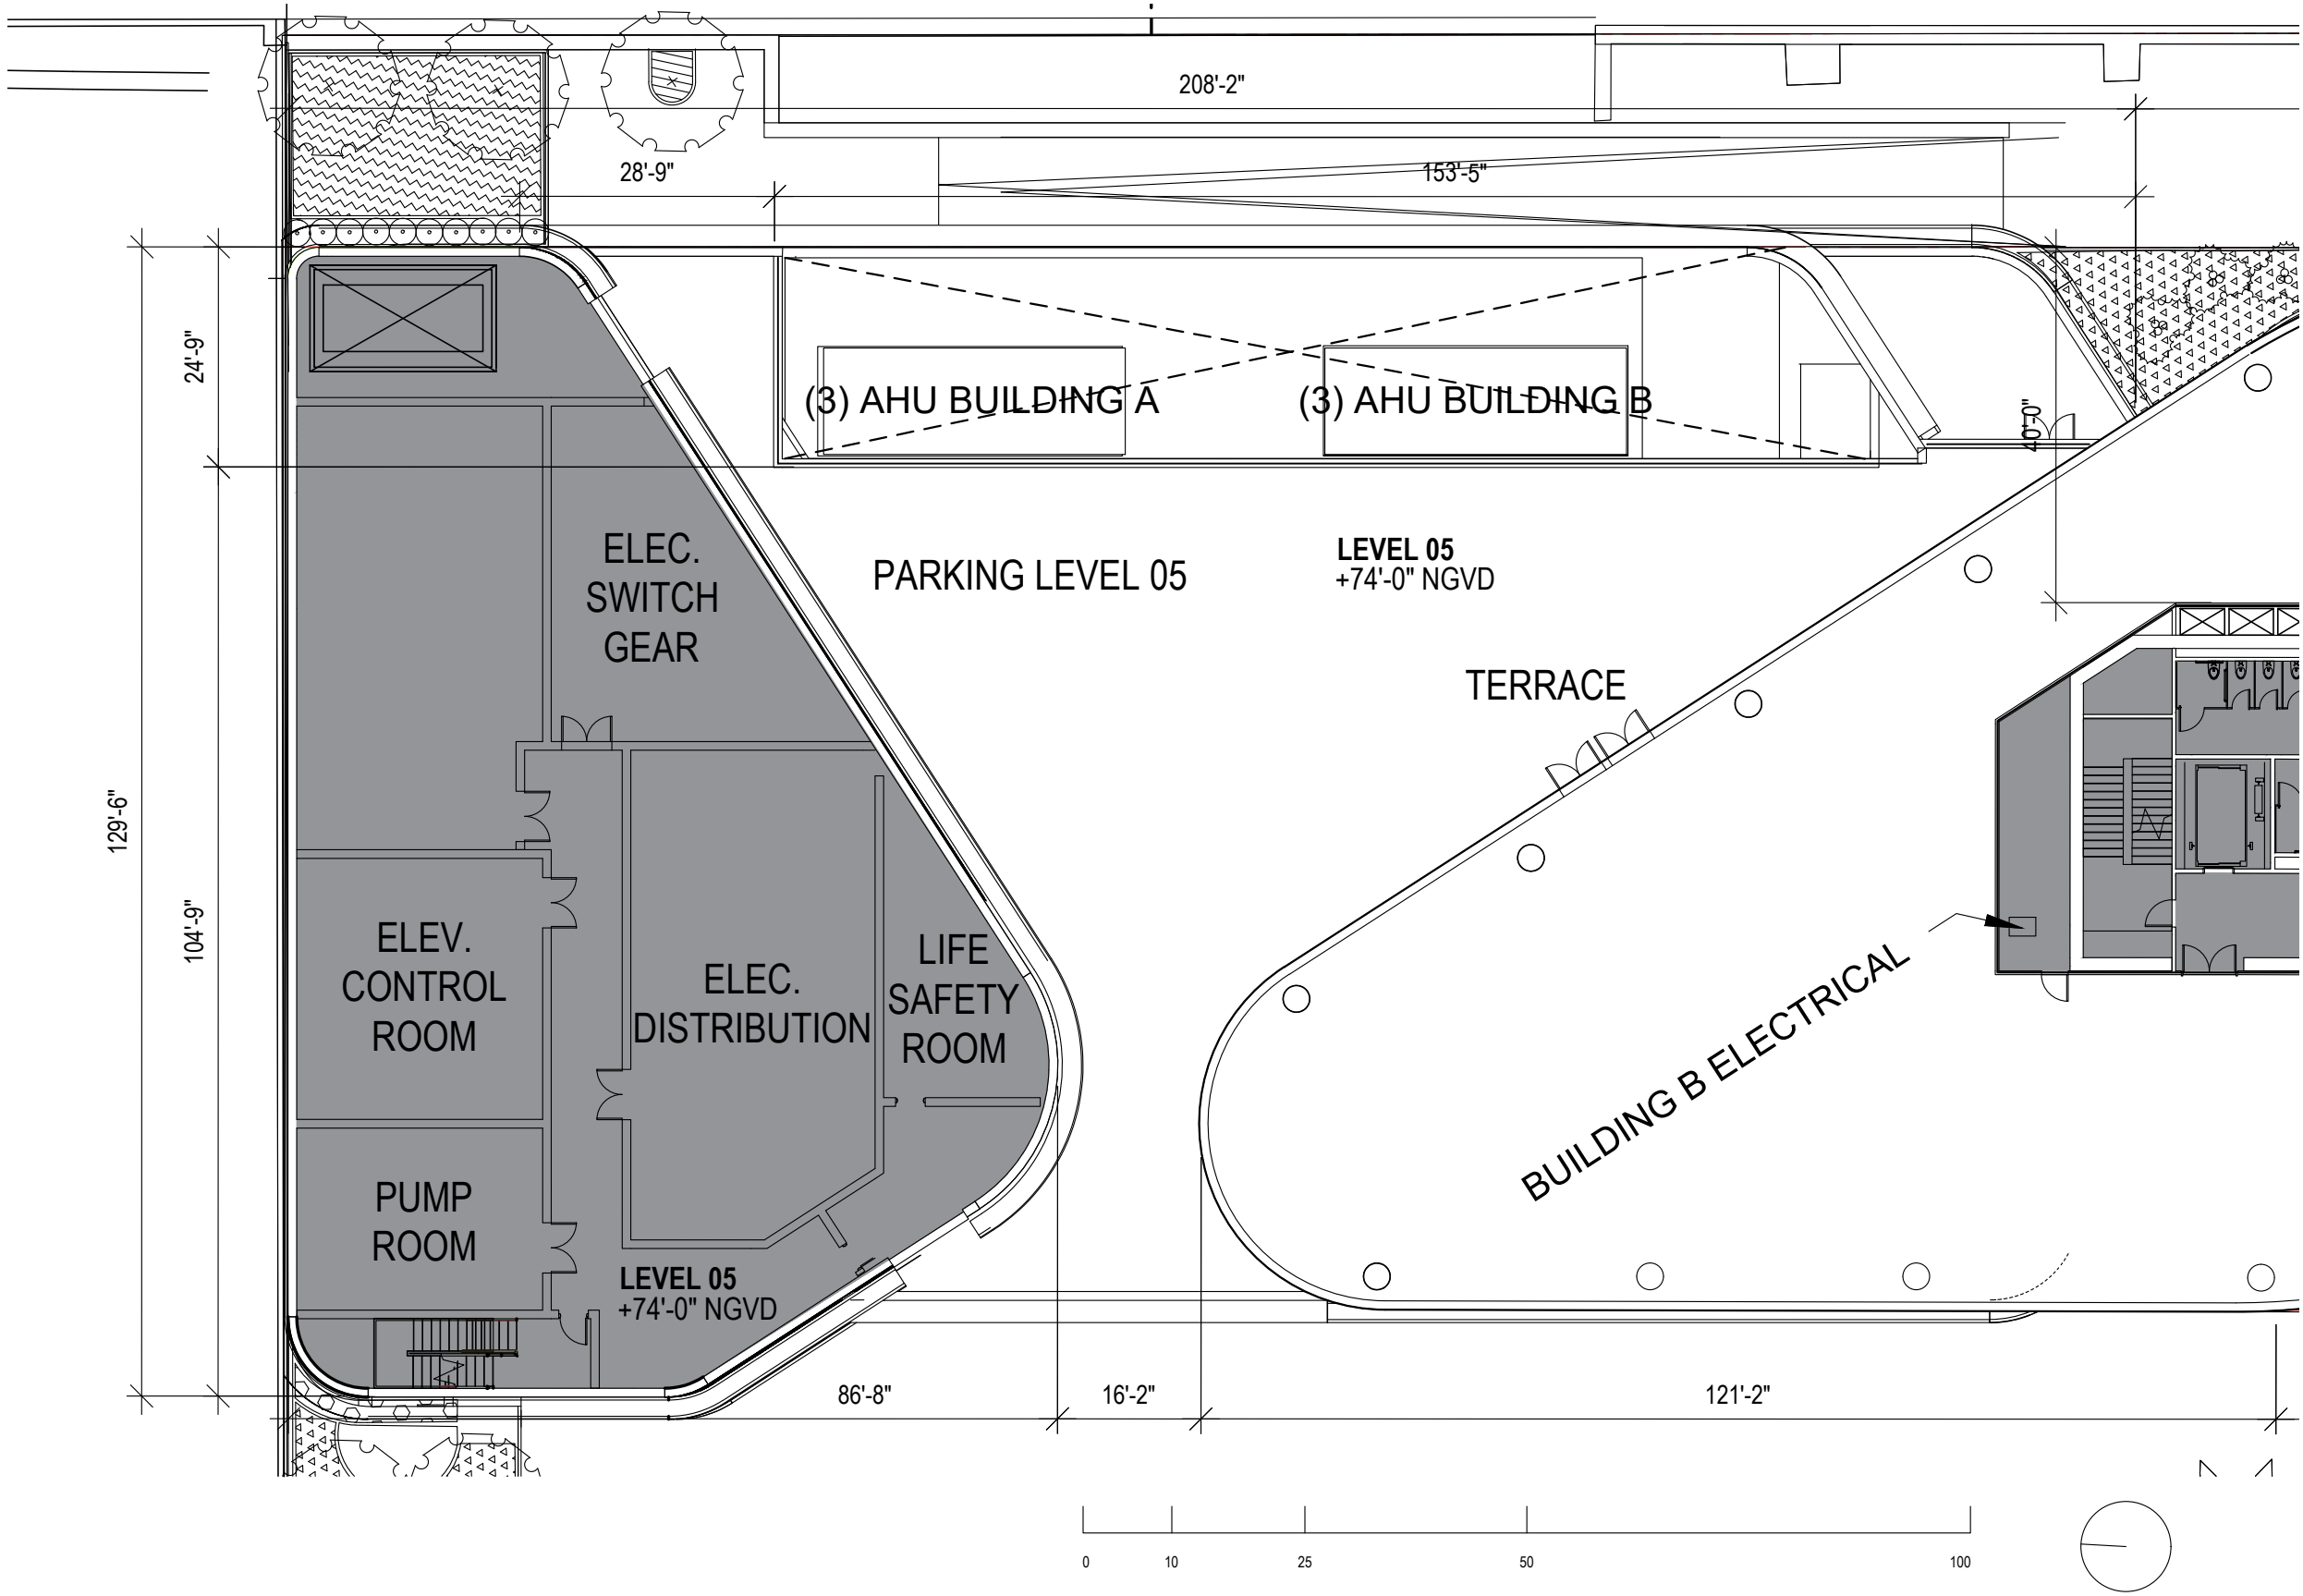 208'-2"
28'-9"
153'-5"
24'-9"
(3) AHU BUILDING A
(3) AHU BUILDING B
40'-0"
ELEC.
SWITCH
GEAR
PARKING LEVEL 05
LEVEL 05
+74'-0" NGVD
TERRACE
129'-6"
104'-9"
ELEV.
CONTROL
ROOM
ELEC.
DISTRIBUTION
LIFE
SAFETY
ROOM
BUILDING B ELECTRICAL
PUMP
ROOM
LEVEL 05
+74'-0" NGVD
86'-8"
16'-2"
121'-2"
0
10
25
50
100